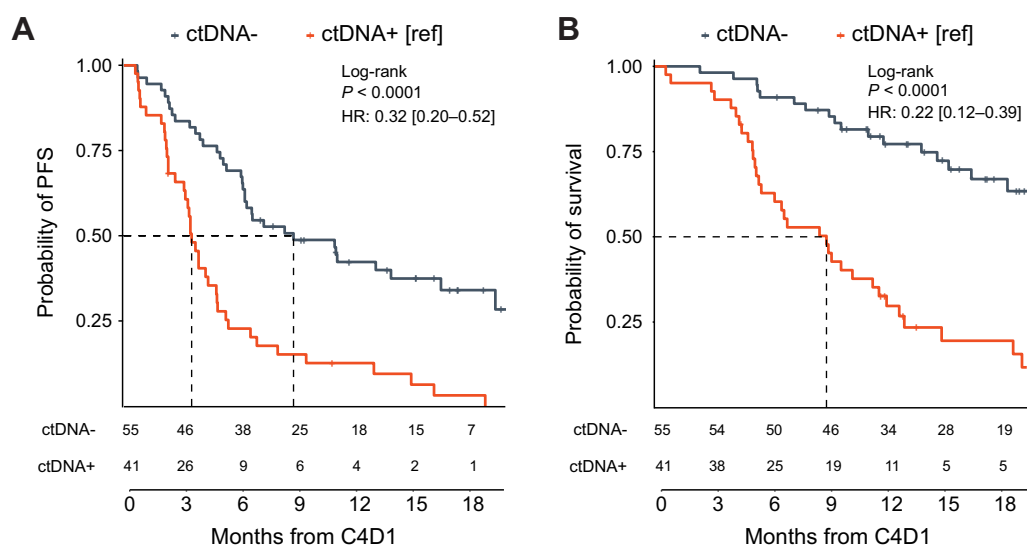 A
ctDNA- ctDNA+ [ref]
Log-rank
P < 0.0001
HR: 0.32 [0.20–0.52]
Probability of PFS
1.00
0.75
0.50
0.25
ctDNA- 55 46 38 25 18 15 7
ctDNA+ 41 26 9 6 4 2 1
0 3 6 9 12 15 18
Months from C4D1
B
ctDNA- ctDNA+ [ref]
Log-rank
P < 0.0001
HR: 0.22 [0.12–0.39]
Probability of survival
1.00
0.75
0.50
0.25
ctDNA- 55 54 50 46 34 28 19
ctDNA+ 41 38 25 19 11 5 5
0 3 6 9 12 15 18
Months from C4D1